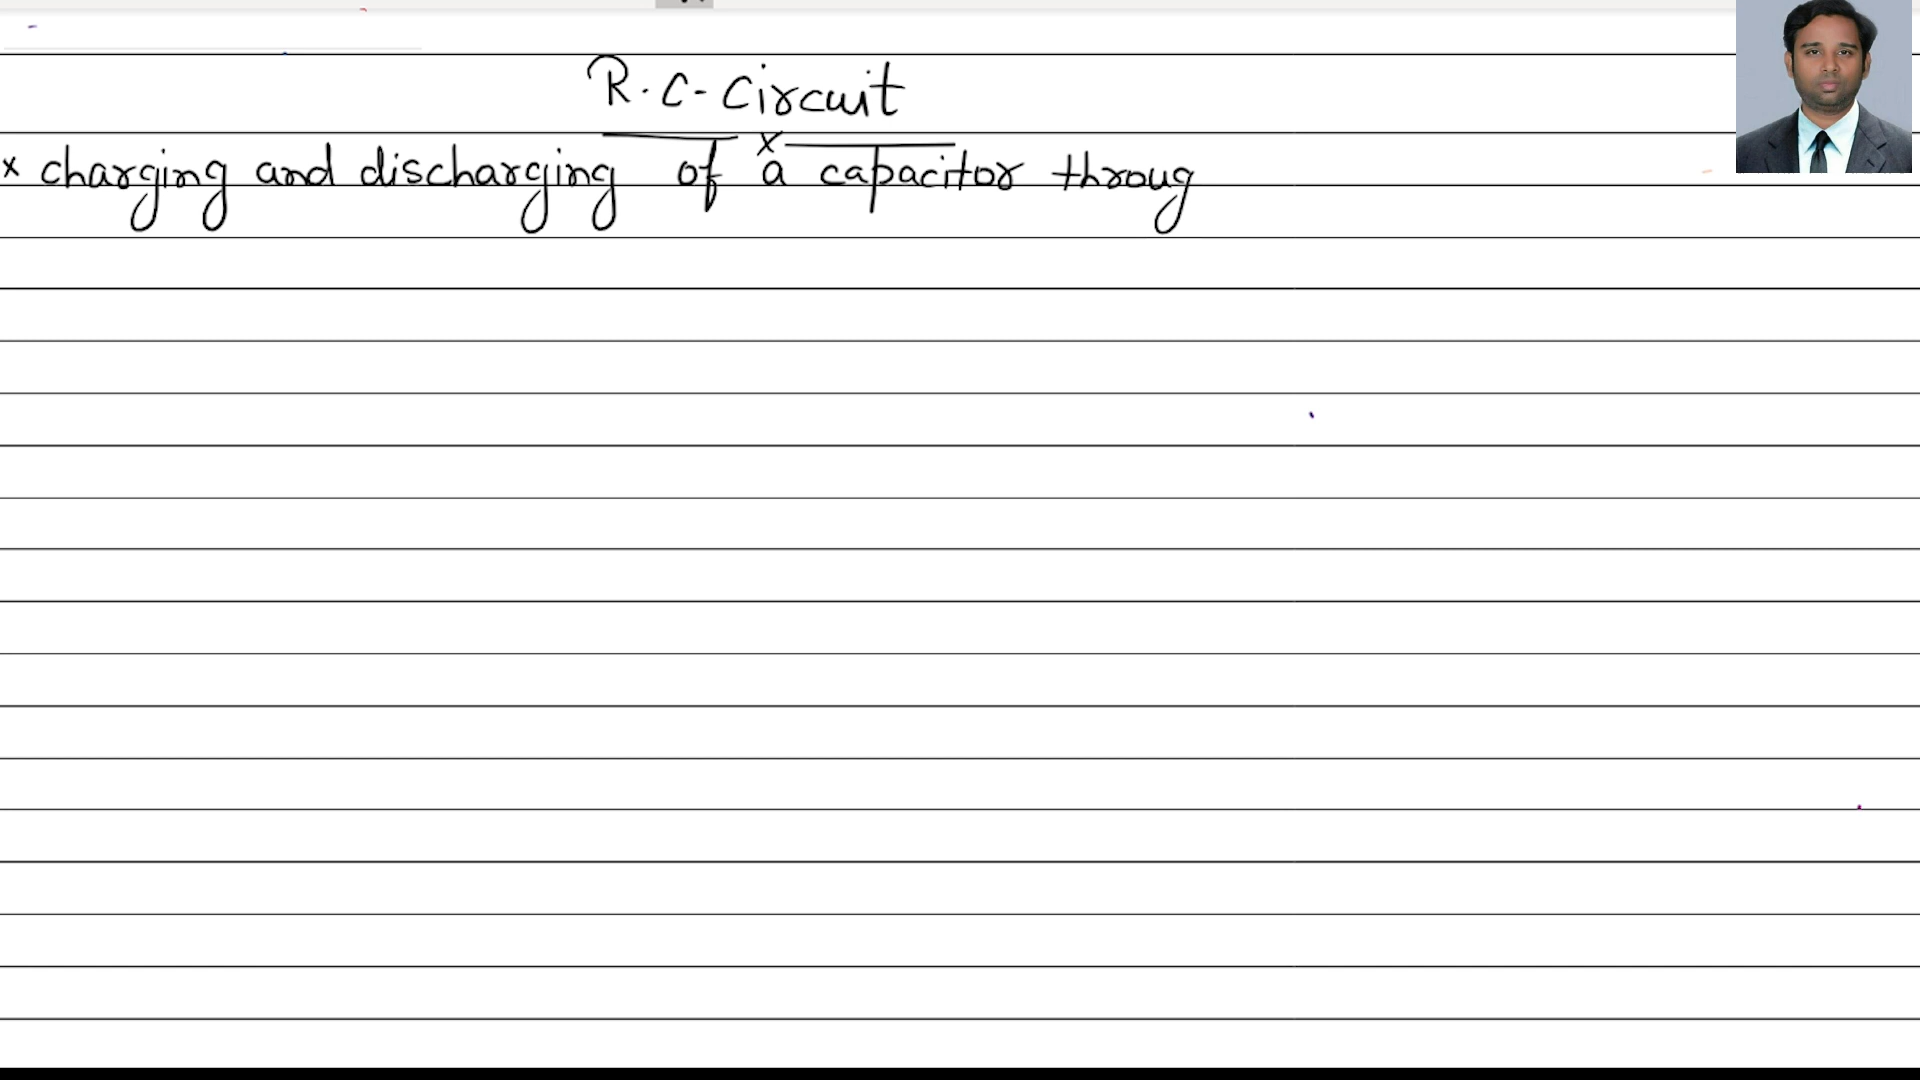 R.C-Circuit
x charging and discharging of a capacitor throug